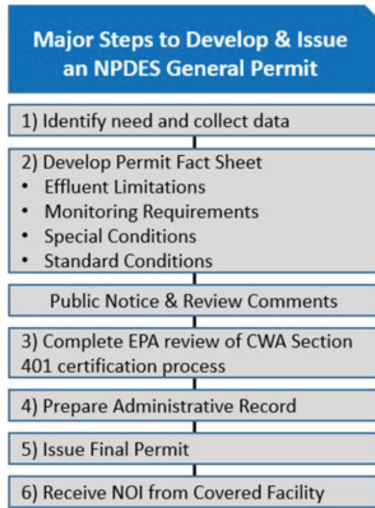 Major Steps to Develop & Issue
an NPDES General Permit
1) Identify need and collect data
2) Develop Permit Fact Sheet
• Effluent Limitations
• Monitoring Requirements
• Special Conditions
• Standard Conditions
Public Notice & Review Comments
3) Complete EPA review of CWA Section
401 certification process
4) Prepare Administrative Record
5) Issue Final Permit
6) Receive NOI from Covered Facility